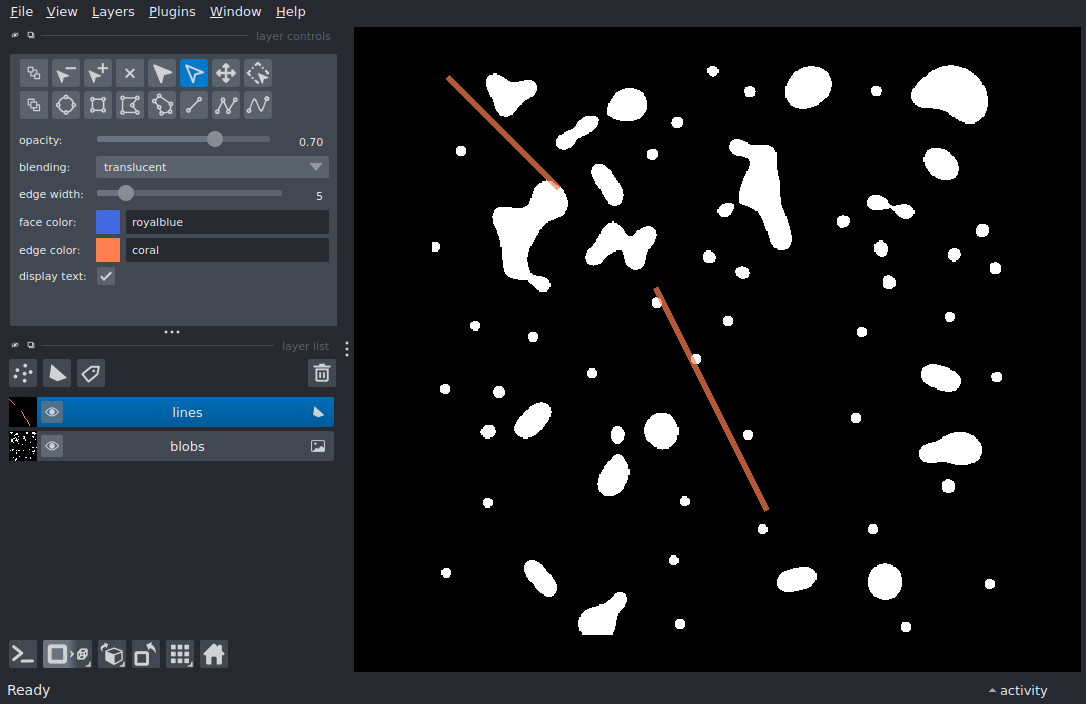 File View Layers Plugins Window Help
layer controls
opacity: 0.70
blending: translucent
edge width: 5
face color: royalblue
edge color: coral
display text:
layer list
lines
blobs
Ready activity